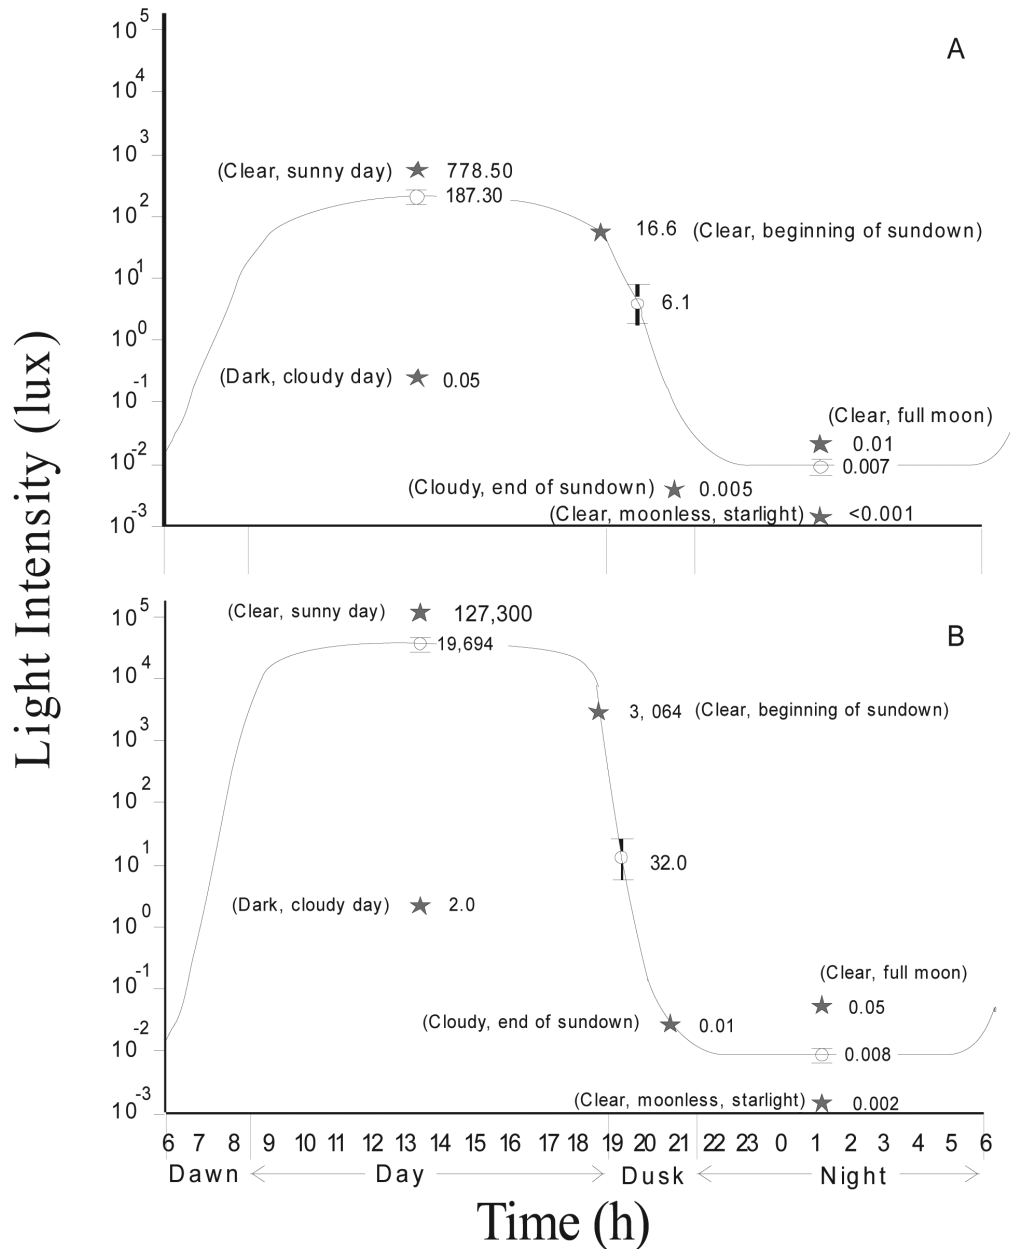 Light Intensity (lux)
A
10^5
10^4
10^3
10^2
10^1
10^0
10^-1
10^-2
10^-3
(Clear, sunny day) 778.50
187.30
16.6 (Clear, beginning of sundown)
6.1
(Dark, cloudy day) 0.05
(Clear, full moon)
0.01
0.007
(Cloudy, end of sundown) 0.005
(Clear, moonless, starlight) <0.001
B
10^5
10^4
10^3
10^2
10^1
10^0
10^-1
10^-2
10^-3
(Clear, sunny day) 127,300
19,694
3, 064 (Clear, beginning of sundown)
32.0
(Dark, cloudy day) 2.0
(Clear, full moon)
0.05
(Cloudy, end of sundown) 0.01
0.008
(Clear, moonless, starlight) 0.002
6 7 8 9 10 11 12 13 14 15 16 17 18 19 20 21 22 23 0 1 2 3 4 5 6
Dawn Day Dusk Night
Time (h)